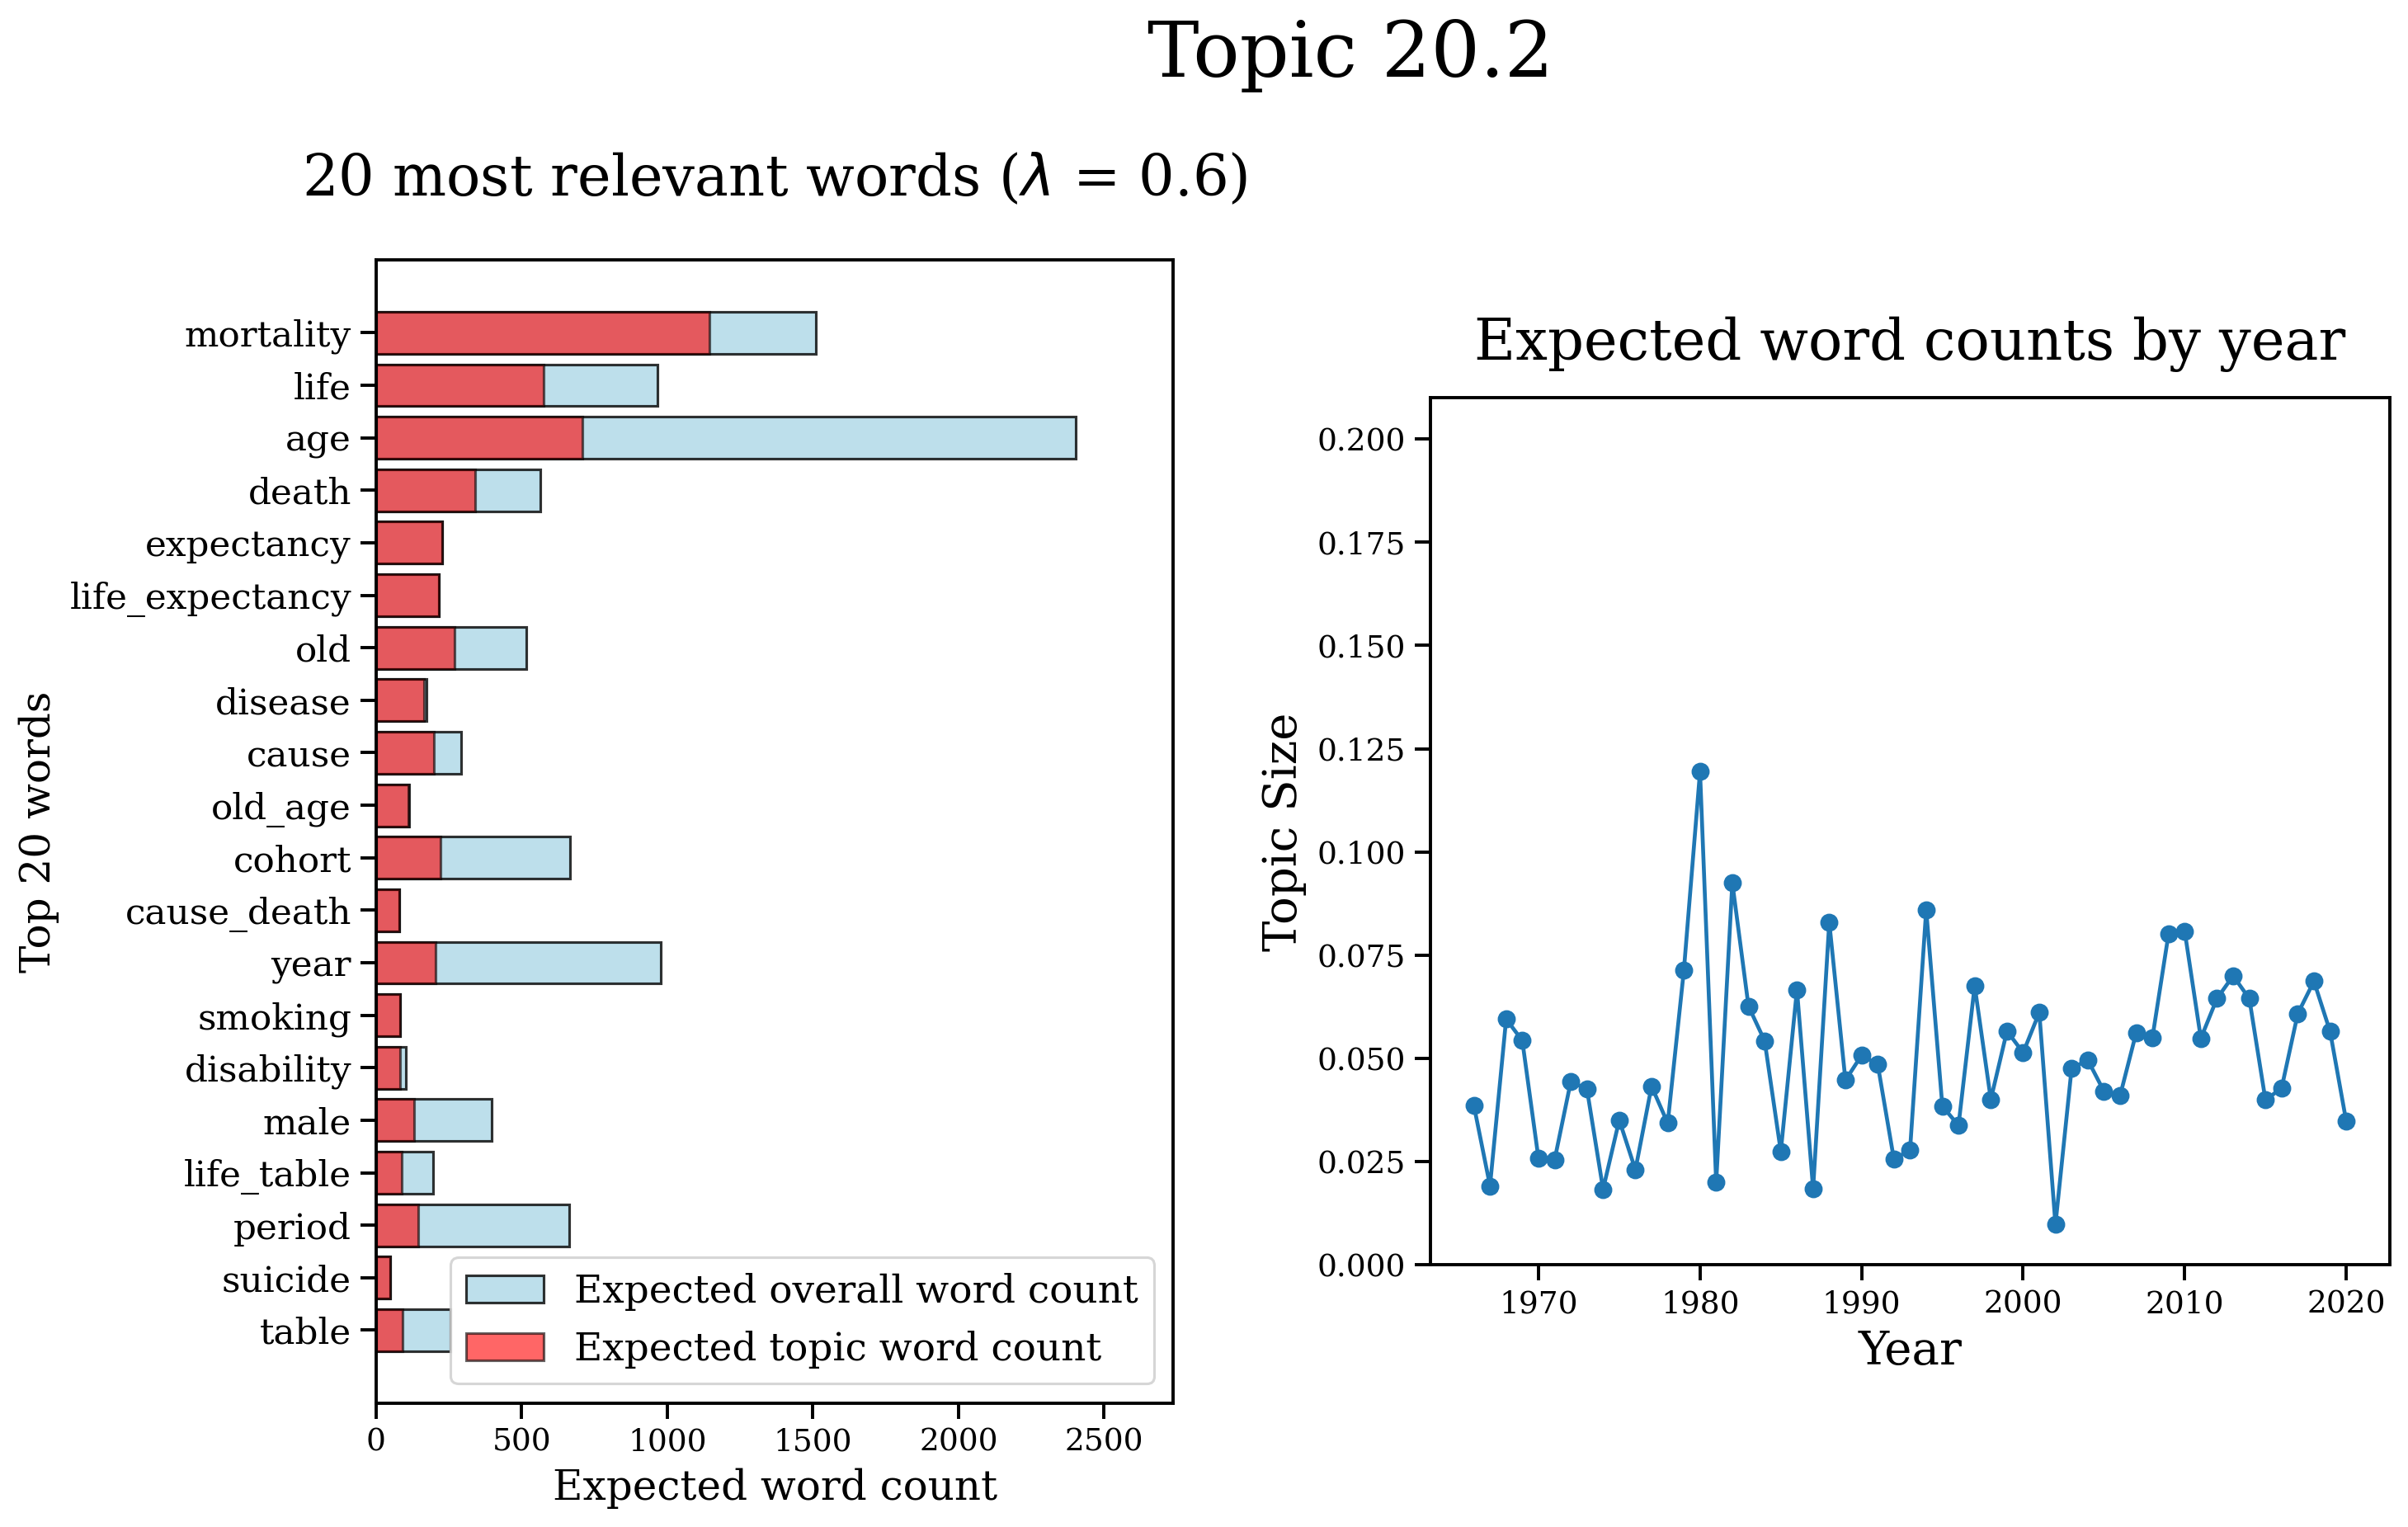 Topic 20.2
20 most relevant words (λ = 0.6)
Top 20 words
mortality
life
age
death
expectancy
life_expectancy
old
disease
cause
old_age
cohort
cause_death
year
smoking
disability
male
life_table
period
suicide
table
Expected overall word count
Expected topic word count
0 500 1000 1500 2000 2500
Expected word count
Expected word counts by year
Topic Size
0.200
0.175
0.150
0.125
0.100
0.075
0.050
0.025
0.000
1970 1980 1990 2000 2010 2020
Year